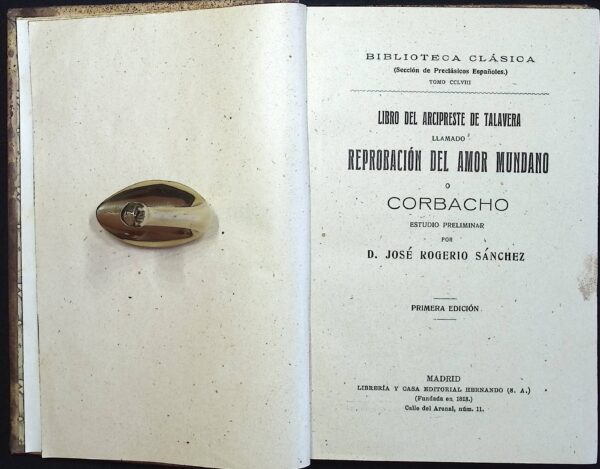 BIBLIOTECA CLÁSICA
(Sección de Preclásicos Españoles.)
TOMO CCLVIII
LIBRO DEL ARCIPRESTE DE TALAVERA
LLAMADO
REPROBACIÓN DEL AMOR MUNDANO
O
CORBACHO
ESTUDIO PRELIMINAR
POR
D. JOSÉ ROGERIO SÁNCHEZ
PRIMERA EDICIÓN
MADRID
LIBRERÍA Y CASA EDITORIAL HERNANDO (S. A.)
(Fundada en 1828.)
Calle del Arenal, núm. 11.